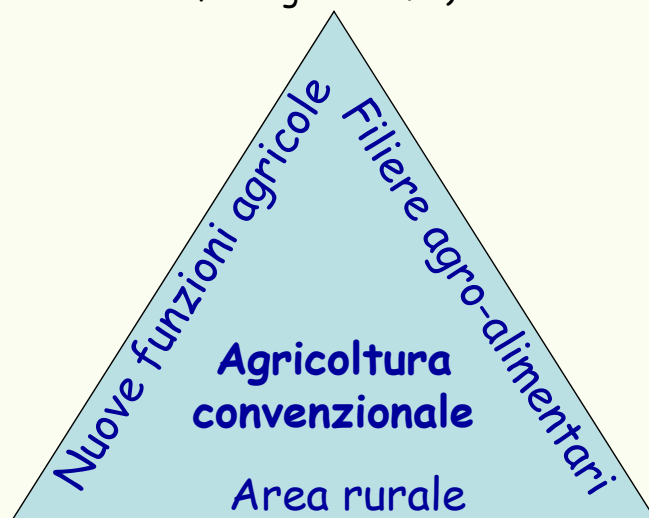 Nuove funzioni agricole
Filiere agro-alimentari
Agricoltura
convenzionale
Area rurale